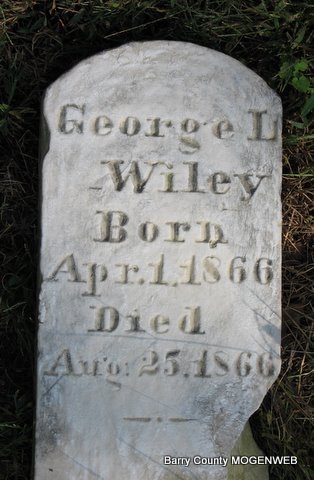 George L
Wiley
Born
Apr. 1. 1866
Died
Aug: 25. 1866
Barry County MOGENWEB